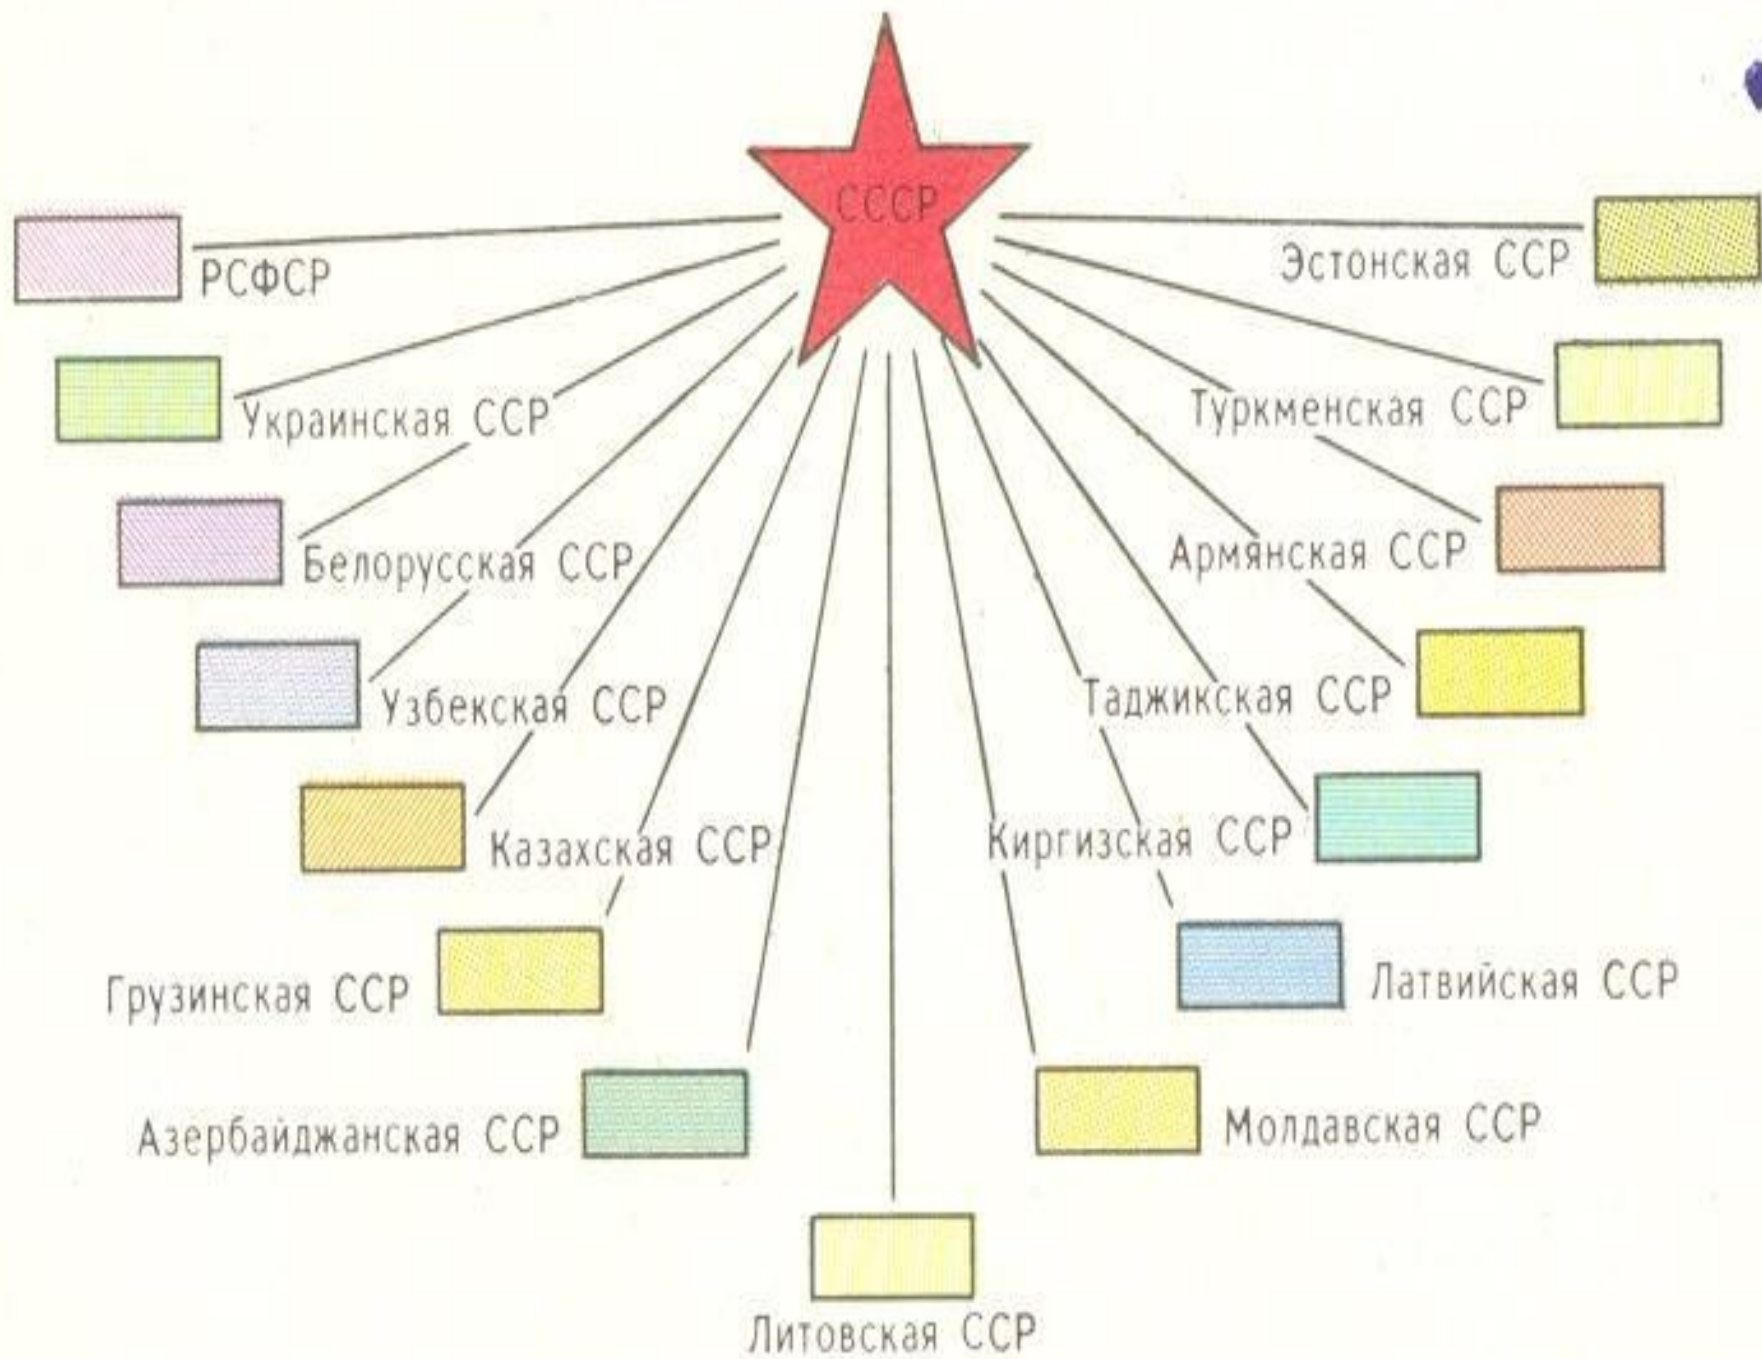 СССР
РСФСР
Эстонская ССР
Украинская ССР
Туркменская ССР
Белорусская ССР
Армянская ССР
Узбекская ССР
Таджикская ССР
Казахская ССР
Киргизская ССР
Грузинская ССР
Латвийская ССР
Азербайджанская ССР
Молдавская ССР
Литовская ССР